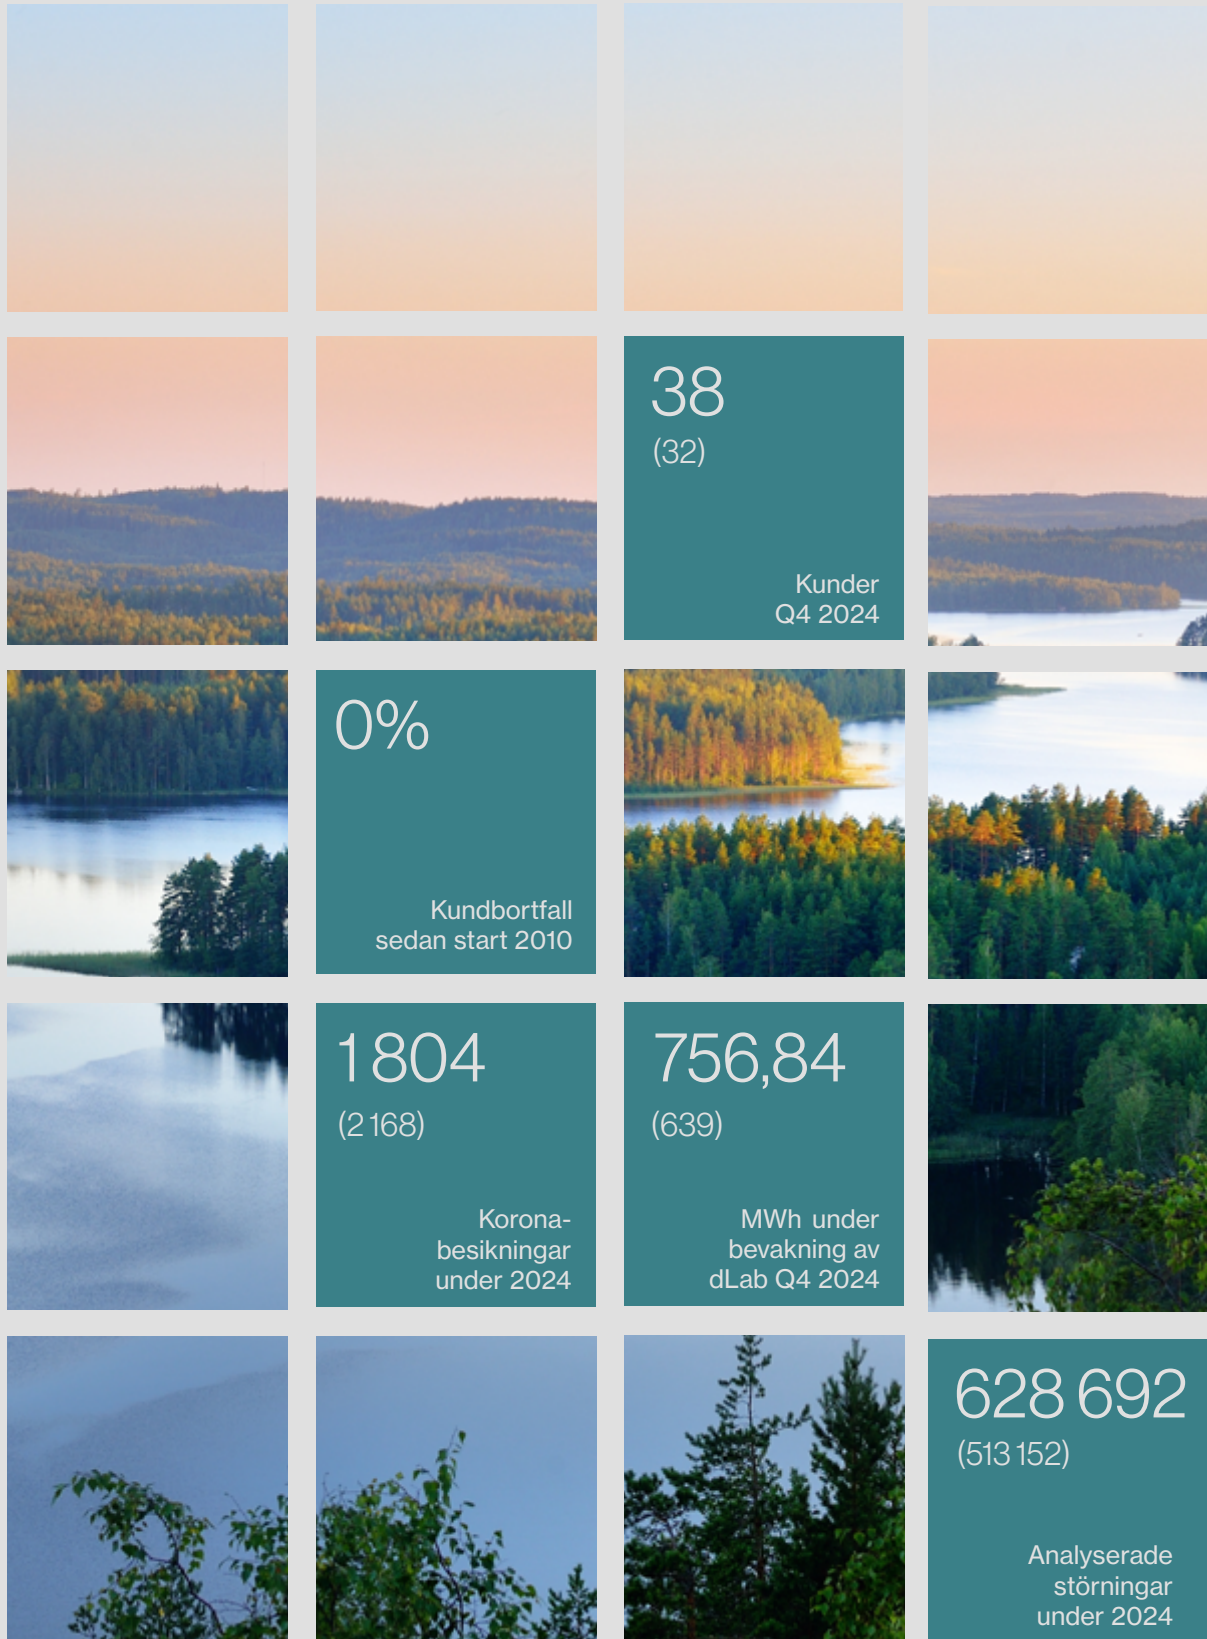 38
(32)
Kunder
Q4 2024
0%
Kundbortfall
sedan start 2010
1 804
(2 168)
Korona-
besikningar
under 2024
756,84
(639)
MWh under
bevakning av
dLab Q4 2024
628 692
(513 152)
Analyserade
störningar
under 2024